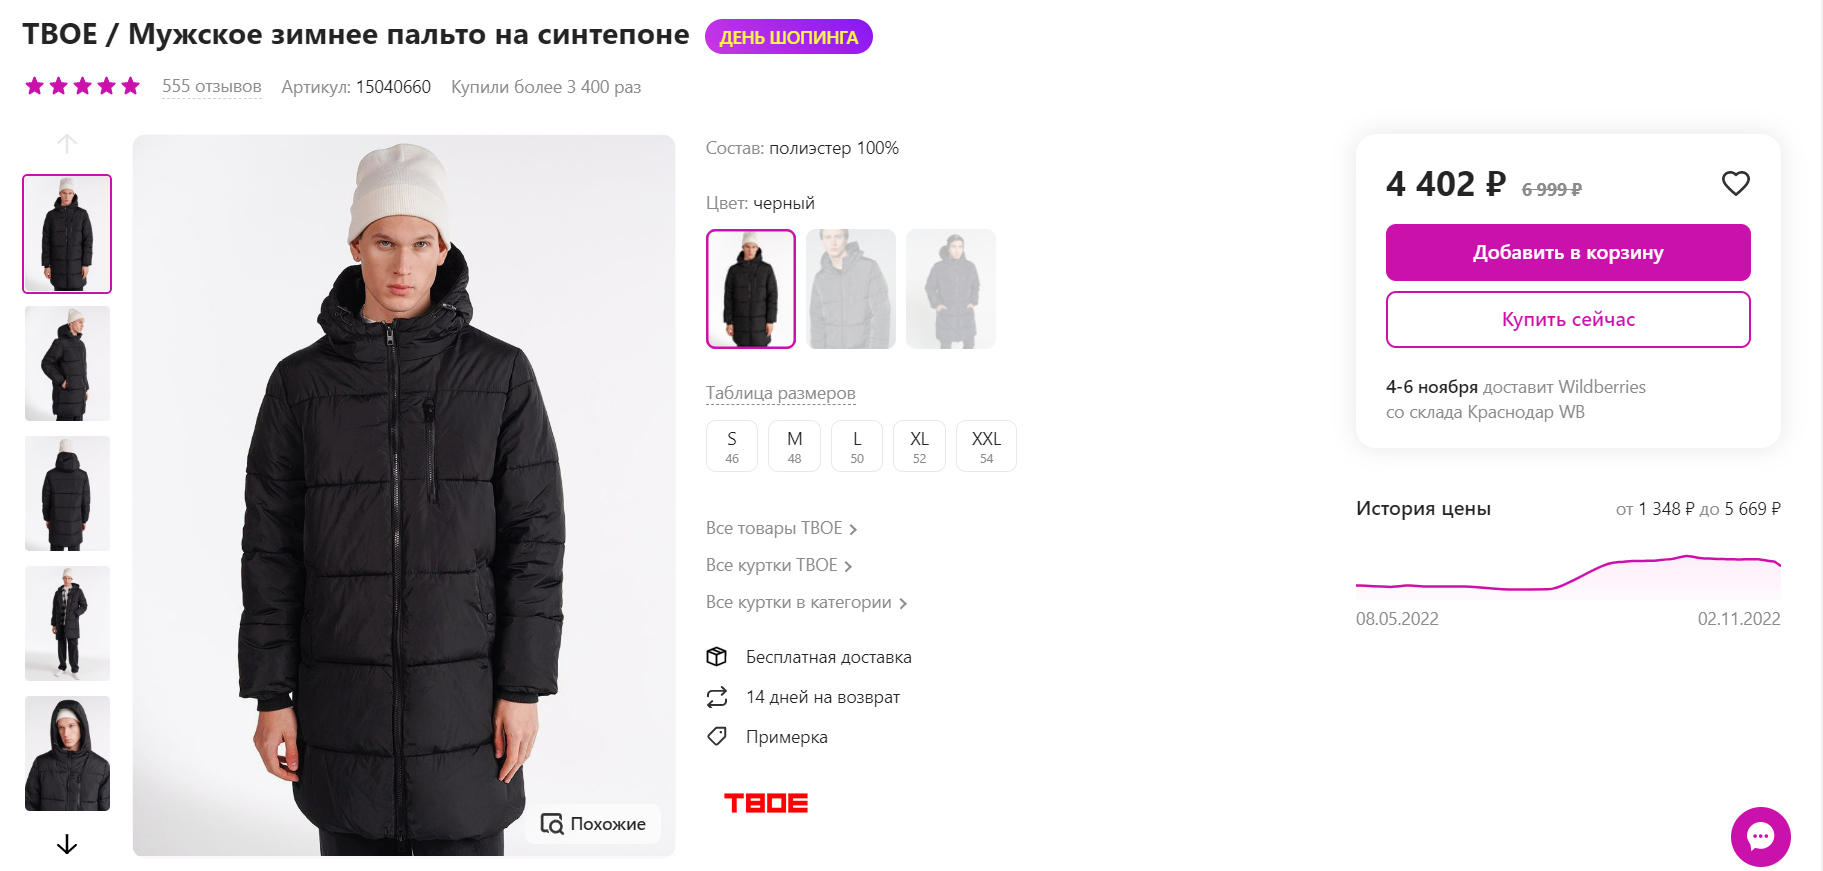 ТВОЕ / Мужское зимнее пальто на синтепоне
ДЕНЬ ШОПИНГА
555 отзывов Артикул: 15040660 Купили более 3 400 раз
Состав: полиэстер 100%
Цвет: черный
Таблица размеров
S M L XL XXL
46 48 50 52 54
Все товары ТВОЕ
Все куртки ТВОЕ
Все куртки в категории
Бесплатная доставка
14 дней на возврат
Примерка
ТВОЕ
Похожие
4 402 ₽ 6 999 ₽
Добавить в корзину
Купить сейчас
4-6 ноября доставит Wildberries
со склада Краснодар WB
История цены от 1 348 ₽ до 5 669 ₽
08.05.2022 02.11.2022